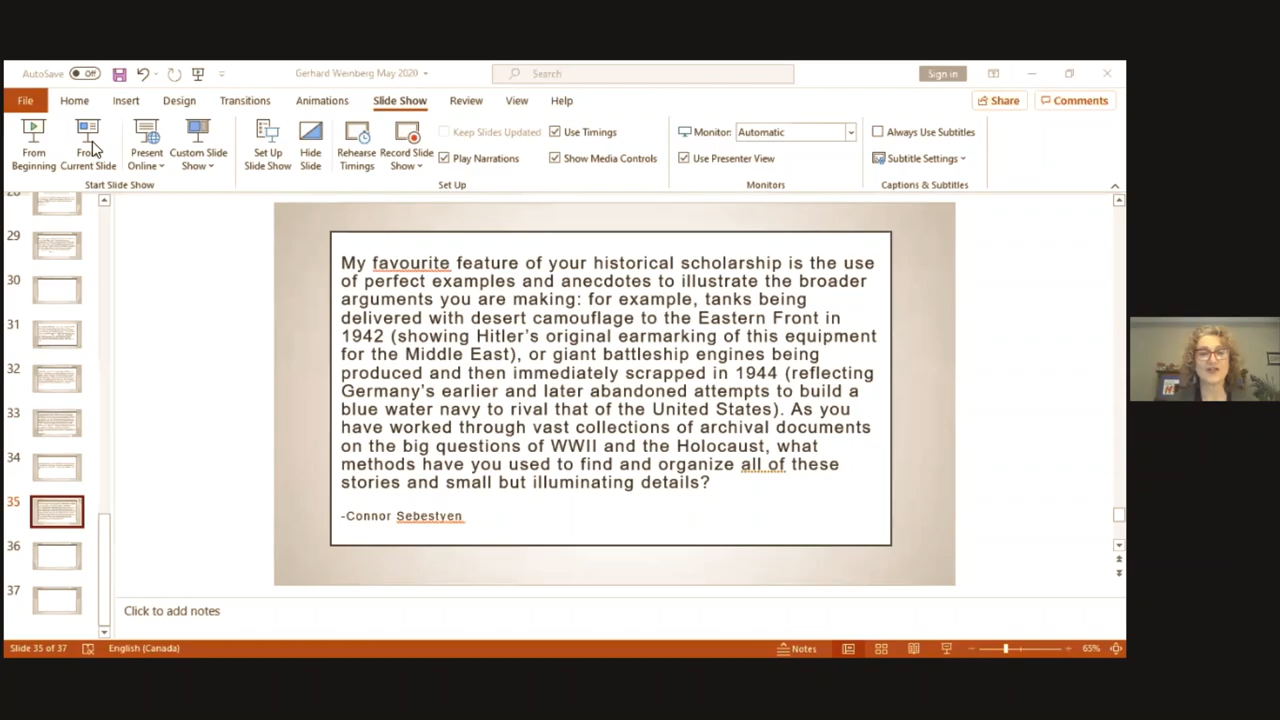 AutoSave Off
Gerhard Weinberg May 2020
Search
Sign in
File Home Insert Design Transitions Animations Slide Show Review View Help
Share Comments
From Beginning
From Current Slide
Present Online
Custom Slide Show
Set Up Slide Show
Hide Slide
Rehearse Timings
Record Slide Show
Keep Slides Updated
Play Narrations
Use Timings
Show Media Controls
Monitor: Automatic
Use Presenter View
Always Use Subtitles
Subtitle Settings
Start Slide Show
Set Up
Monitors
Captions & Subtitles
29
30
31
32
33
34
35
36
37
My favourite feature of your historical scholarship is the use
of perfect examples and anecdotes to illustrate the broader
arguments you are making: for example, tanks being
delivered with desert camouflage to the Eastern Front in
1942 (showing Hitler's original earmarking of this equipment
for the Middle East), or giant battleship engines being
produced and then immediately scrapped in 1944 (reflecting
Germany's earlier and later abandoned attempts to build a
blue water navy to rival that of the United States). As you
have worked through vast collections of archival documents
on the big questions of WWII and the Holocaust, what
methods have you used to find and organize all of these
stories and small but illuminating details?
-Connor Sebestyen
Click to add notes
Slide 35 of 37
English (Canada)
Notes
65%